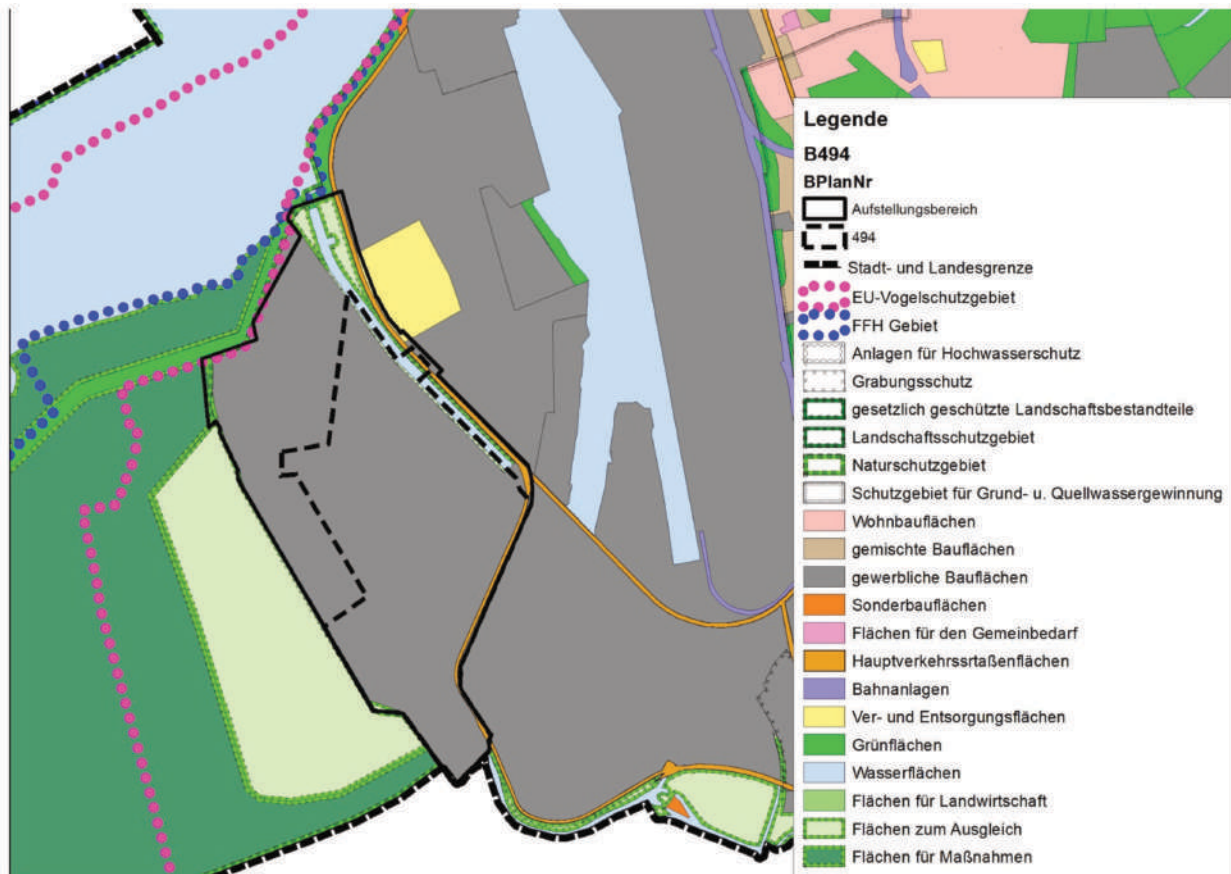 Legende
B494
BPlanNr
Aufstellungsbereich
494
Stadt- und Landesgrenze
EU-Vogelschutzgebiet
FFH Gebiet
Anlagen für Hochwasserschutz
Grabungsschutz
gesetzlich geschützte Landschaftsbestandteile
Landschaftsschutzgebiet
Naturschutzgebiet
Schutzgebiet für Grund- u. Quellwassergewinnung
Wohnbauflächen
gemischte Bauflächen
gewerbliche Bauflächen
Sonderbauflächen
Flächen für den Gemeinbedarf
Hauptverkehrssrtaßenflächen
Bahnanlagen
Ver- und Entsorgungsflächen
Grünflächen
Wasserflächen
Flächen für Landwirtschaft
Flächen zum Ausgleich
Flächen für Maßnahmen